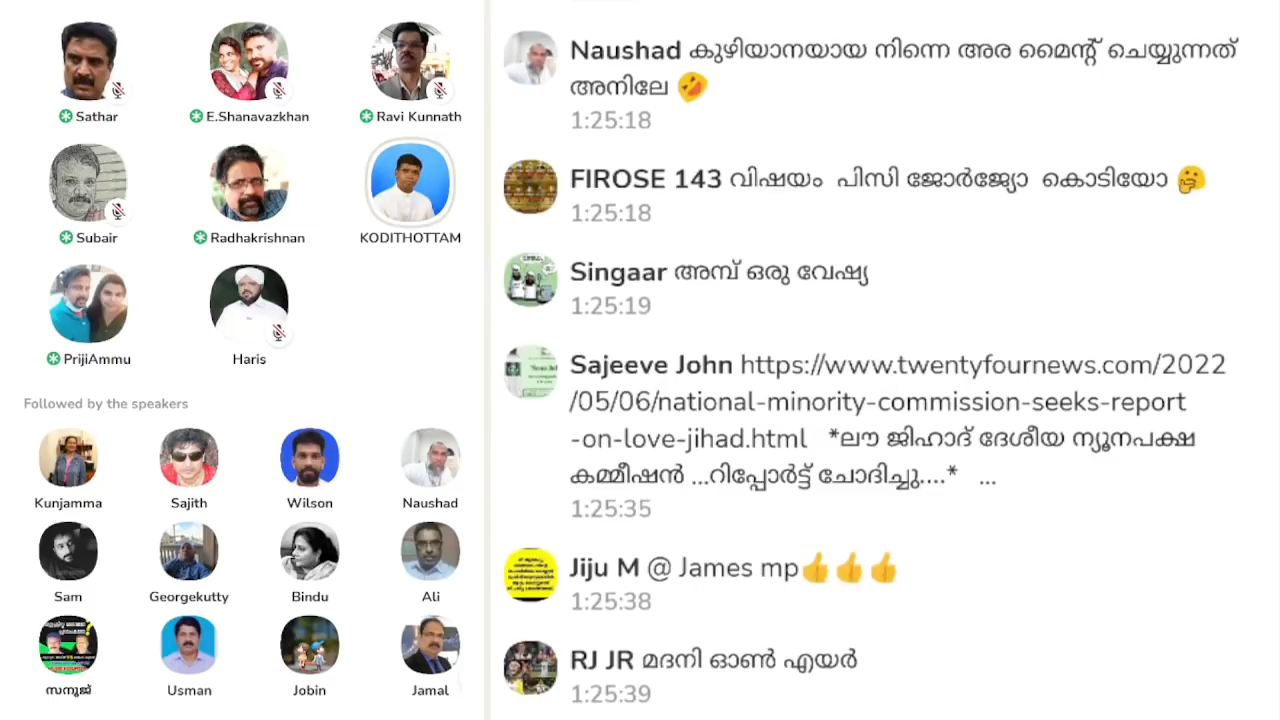 Sathar
E.Shanavazkhan
Ravi Kunnath
Subair
Radhakrishnan
KODITHOTTAM
PrijiAmmu
Haris
Followed by the speakers
Kunjamma
Sajith
Wilson
Naushad
Sam
Georgekutty
Bindu
Ali
സനൂജ്
Usman
Jobin
Jamal
Naushad കുഴിയാനയായ നിന്നെ അര മൈന്റ് ചെയ്യുന്നത്
അനിലേ 🤣
1:25:18
FIROSE 143 വിഷയം പിസി ജോർജ്യോ കൊടിയോ 🤔
1:25:18
Singaar അമ്പ് ഒരു വേഷ്യ
1:25:19
Sajeeve John https://www.twentyfournews.com/2022
/05/06/national-minority-commission-seeks-report
-on-love-jihad.html *ലൗ ജിഹാദ് ദേശീയ ന്യൂനപക്ഷ
കമ്മീഷൻ ...റിപ്പോർട്ട് ചോദിച്ചു....* ...
1:25:35
Jiju M @ James mp👍👍👍
1:25:38
RJ JR മദനി ഓൺ എയർ
1:25:39